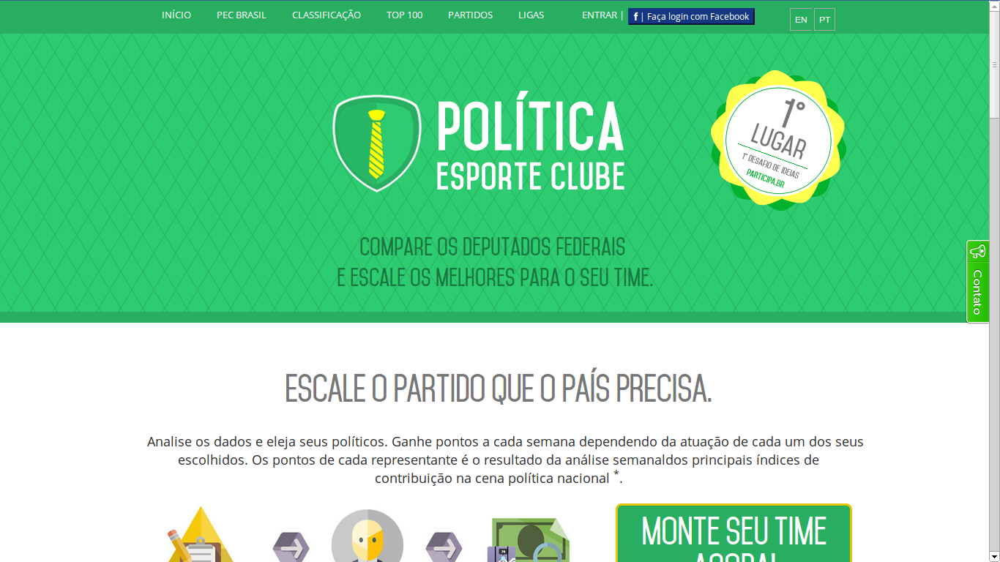 INÍCIO PEC BRASIL CLASSIFICAÇÃO TOP 100 PARTIDOS LIGAS ENTRAR | f | Faça login com Facebook EN PT
POLÍTICA
ESPORTE CLUBE
1º
LUGAR
1º DESAFIO DE IDEIAS
PARTICIPA.BR
COMPARE OS DEPUTADOS FEDERAIS
E ESCALE OS MELHORES PARA O SEU TIME.
Contato
ESCALE O PARTIDO QUE O PAÍS PRECISA.
Analise os dados e eleja seus políticos. Ganhe pontos a cada semana dependendo da atuação de cada um dos seus
escolhidos. Os pontos de cada representante é o resultado da análise semanaldos principais índices de
contribuição na cena política nacional *.
MONTE SEU TIME
AGORA!